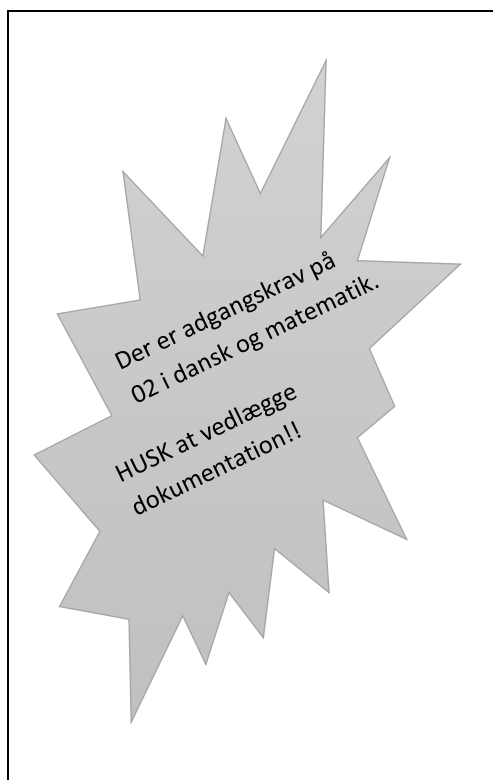 Der er adgangskrav på
02 i dansk og matematik.
HUSK at vedlægge
dokumentation!!